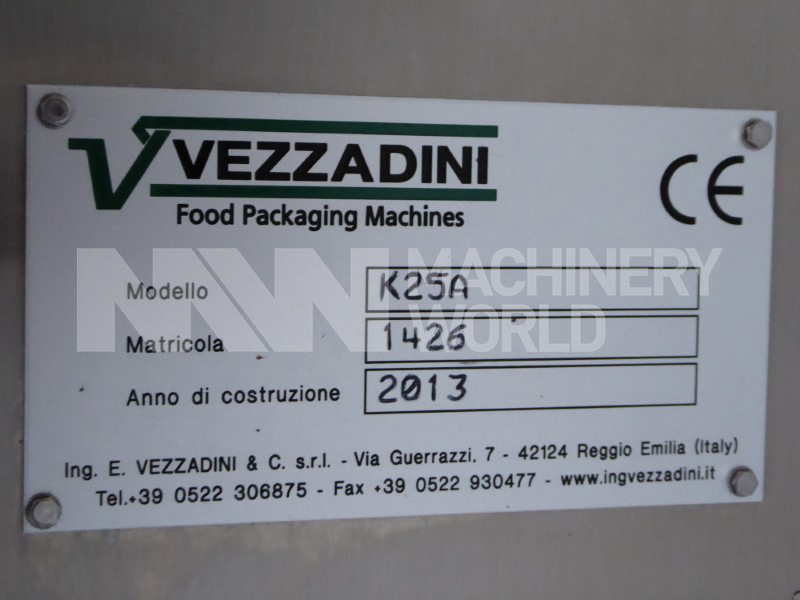 VEZZADINI
Food Packaging Machines
CE
MW MACHINERY WORLD
Modello K25A
Matricola 1426
Anno di costruzione 2013
Ing. E. VEZZADINI & C. s.r.l. - Via Guerrazzi, 7 - 42124 Reggio Emilia (Italy)
Tel.+39 0522 306875 - Fax +39 0522 930477 - www.ingvezzadini.it